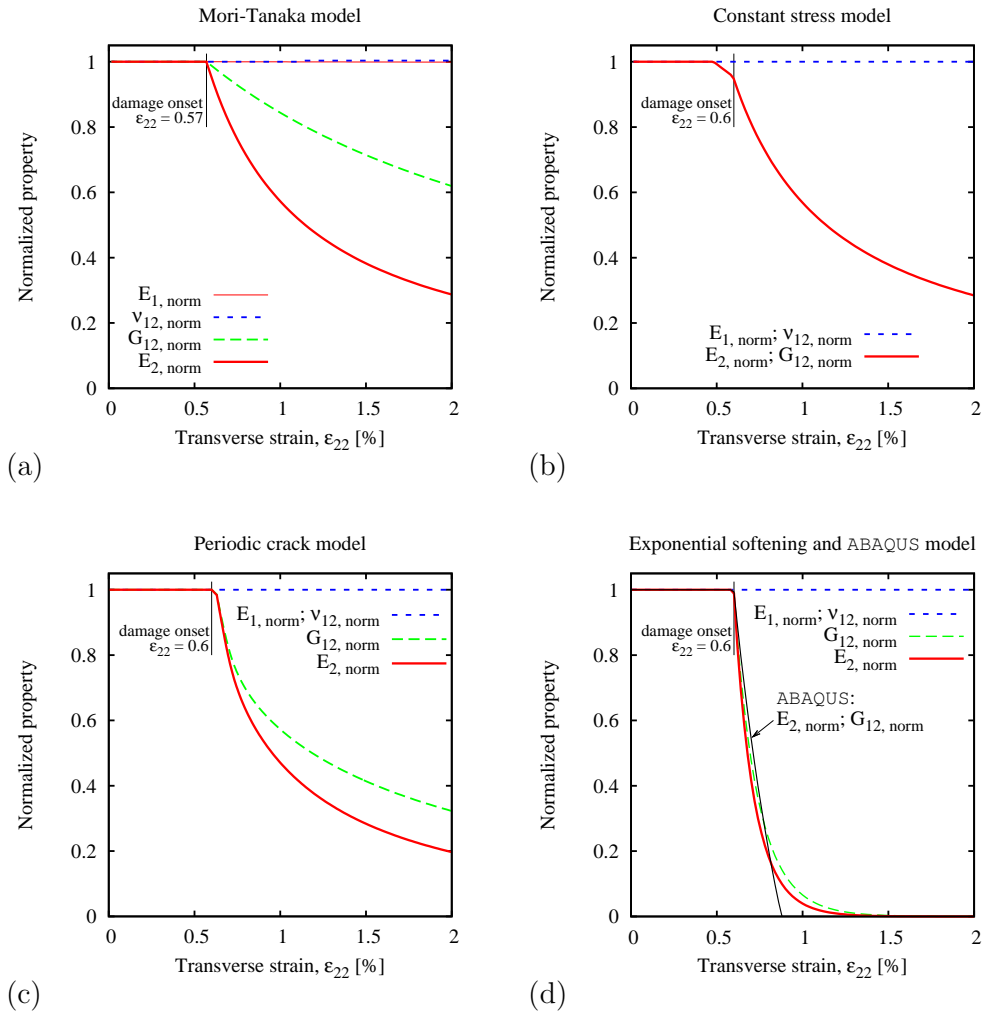 Mori-Tanaka model
Normalized property
1
0.8
0.6
0.4
0.2
0
damage onset
ε22 = 0.57
E1, norm
ν12, norm
G12, norm
E2, norm
0 0.5 1 1.5 2
Transverse strain, ε22 [%]
(a)
Constant stress model
Normalized property
1
0.8
0.6
0.4
0.2
0
damage onset
ε22 = 0.6
E1, norm; ν12, norm
E2, norm; G12, norm
0 0.5 1 1.5 2
Transverse strain, ε22 [%]
(b)
Periodic crack model
Normalized property
1
0.8
0.6
0.4
0.2
0
E1, norm; ν12, norm
G12, norm
E2, norm
damage onset
ε22 = 0.6
0 0.5 1 1.5 2
Transverse strain, ε22 [%]
(c)
Exponential softening and ABAQUS model
Normalized property
1
0.8
0.6
0.4
0.2
0
E1, norm; ν12, norm
G12, norm
E2, norm
damage onset
ε22 = 0.6
ABAQUS:
E2, norm; G12, norm
0 0.5 1 1.5 2
Transverse strain, ε22 [%]
(d)